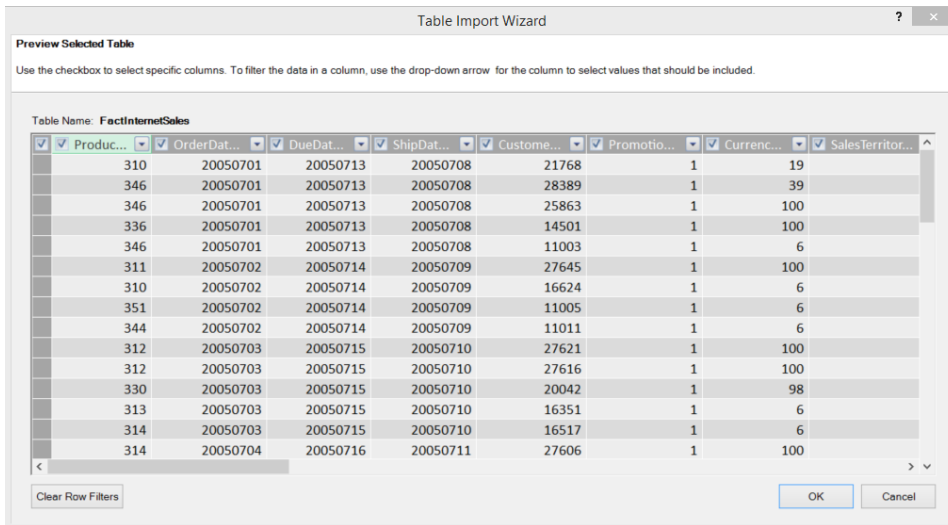 Table Import Wizard ? ×
Preview Selected Table
Use the checkbox to select specific columns. To filter the data in a column, use the drop-down arrow for the column to select values that should be included.
Table Name: FactInternetSales
Produc... OrderDat... DueDat... ShipDat... Custome... Promotio... Currenc... SalesTerritor...
310 20050701 20050713 20050708 21768 1 19
346 20050701 20050713 20050708 28389 1 39
346 20050701 20050713 20050708 25863 1 100
336 20050701 20050713 20050708 14501 1 100
346 20050701 20050713 20050708 11003 1 6
311 20050702 20050714 20050709 27645 1 100
310 20050702 20050714 20050709 16624 1 6
351 20050702 20050714 20050709 11005 1 6
344 20050702 20050714 20050709 11011 1 6
312 20050703 20050715 20050710 27621 1 100
312 20050703 20050715 20050710 27616 1 100
330 20050703 20050715 20050710 20042 1 98
313 20050703 20050715 20050710 16351 1 6
314 20050703 20050715 20050710 16517 1 6
314 20050704 20050716 20050711 27606 1 100
Clear Row Filters OK Cancel